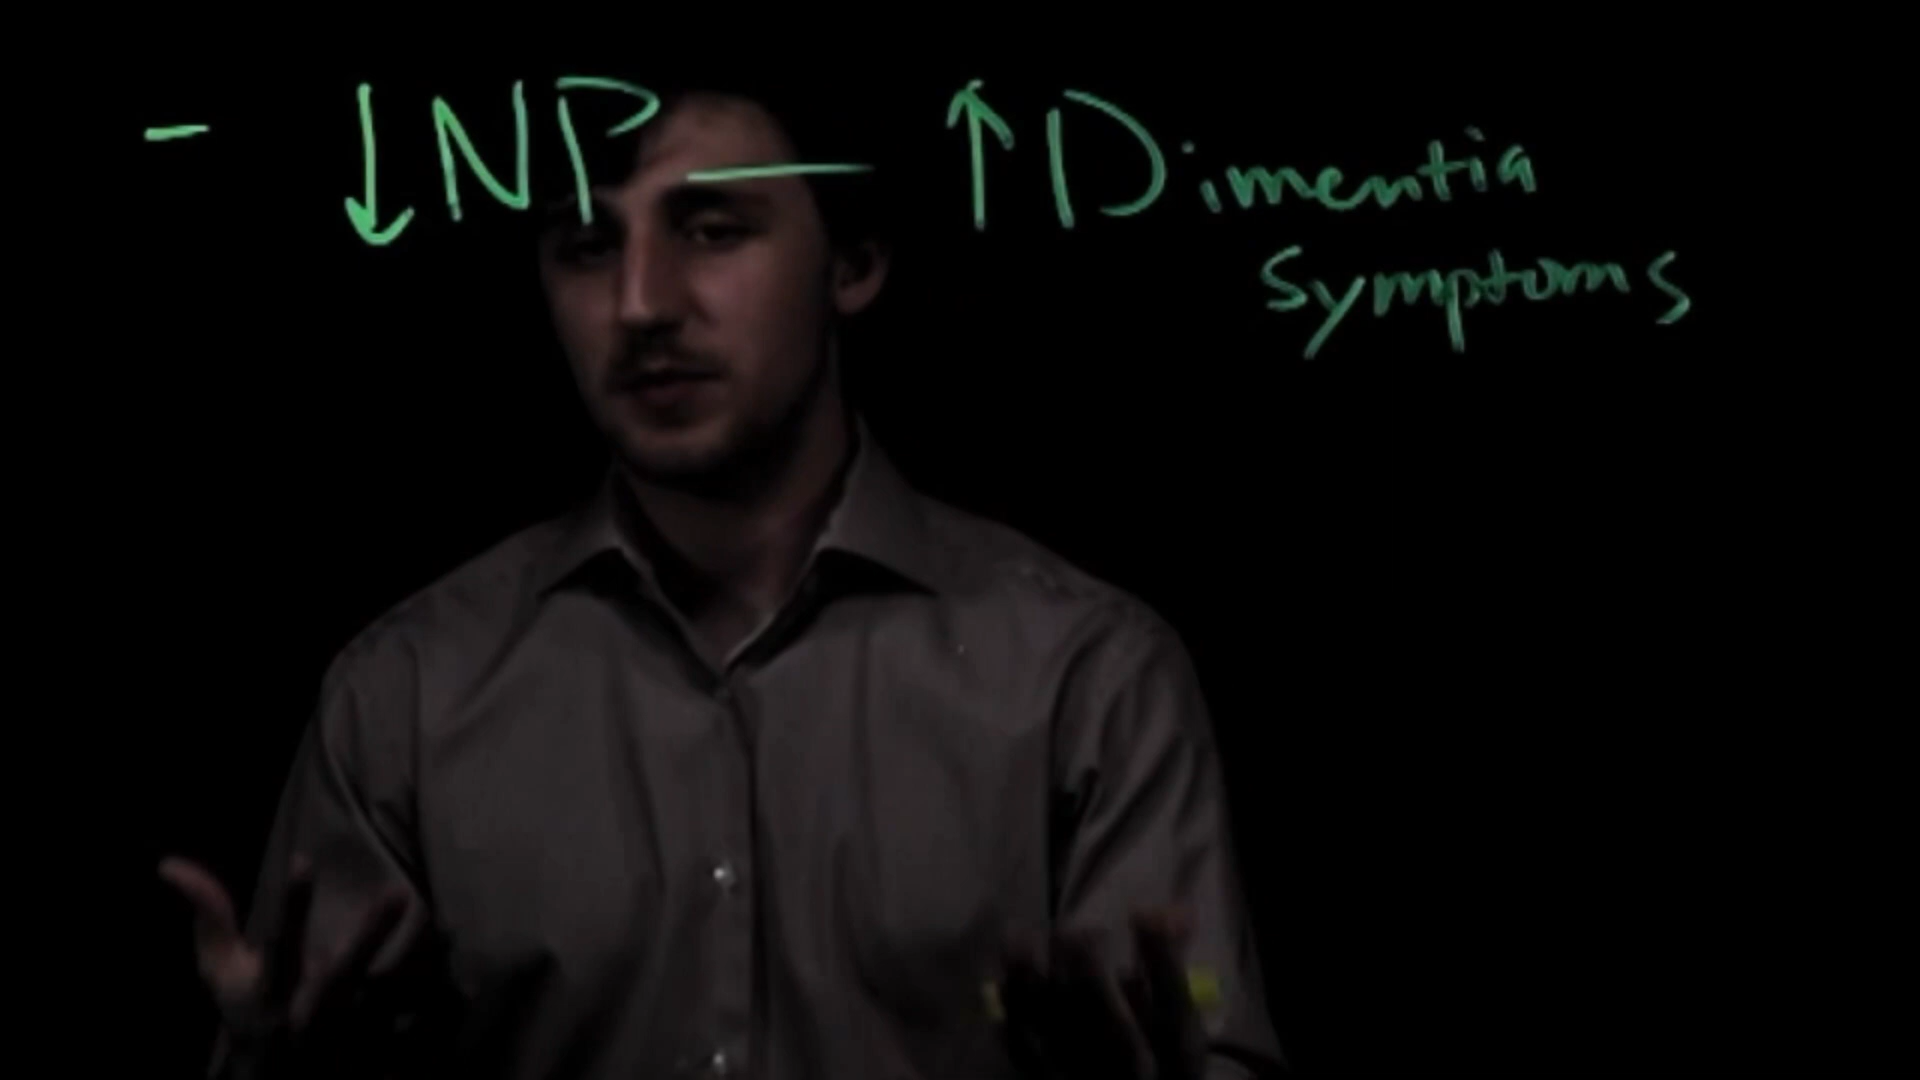 - ↓NP — ↑Dimentia
Symptoms